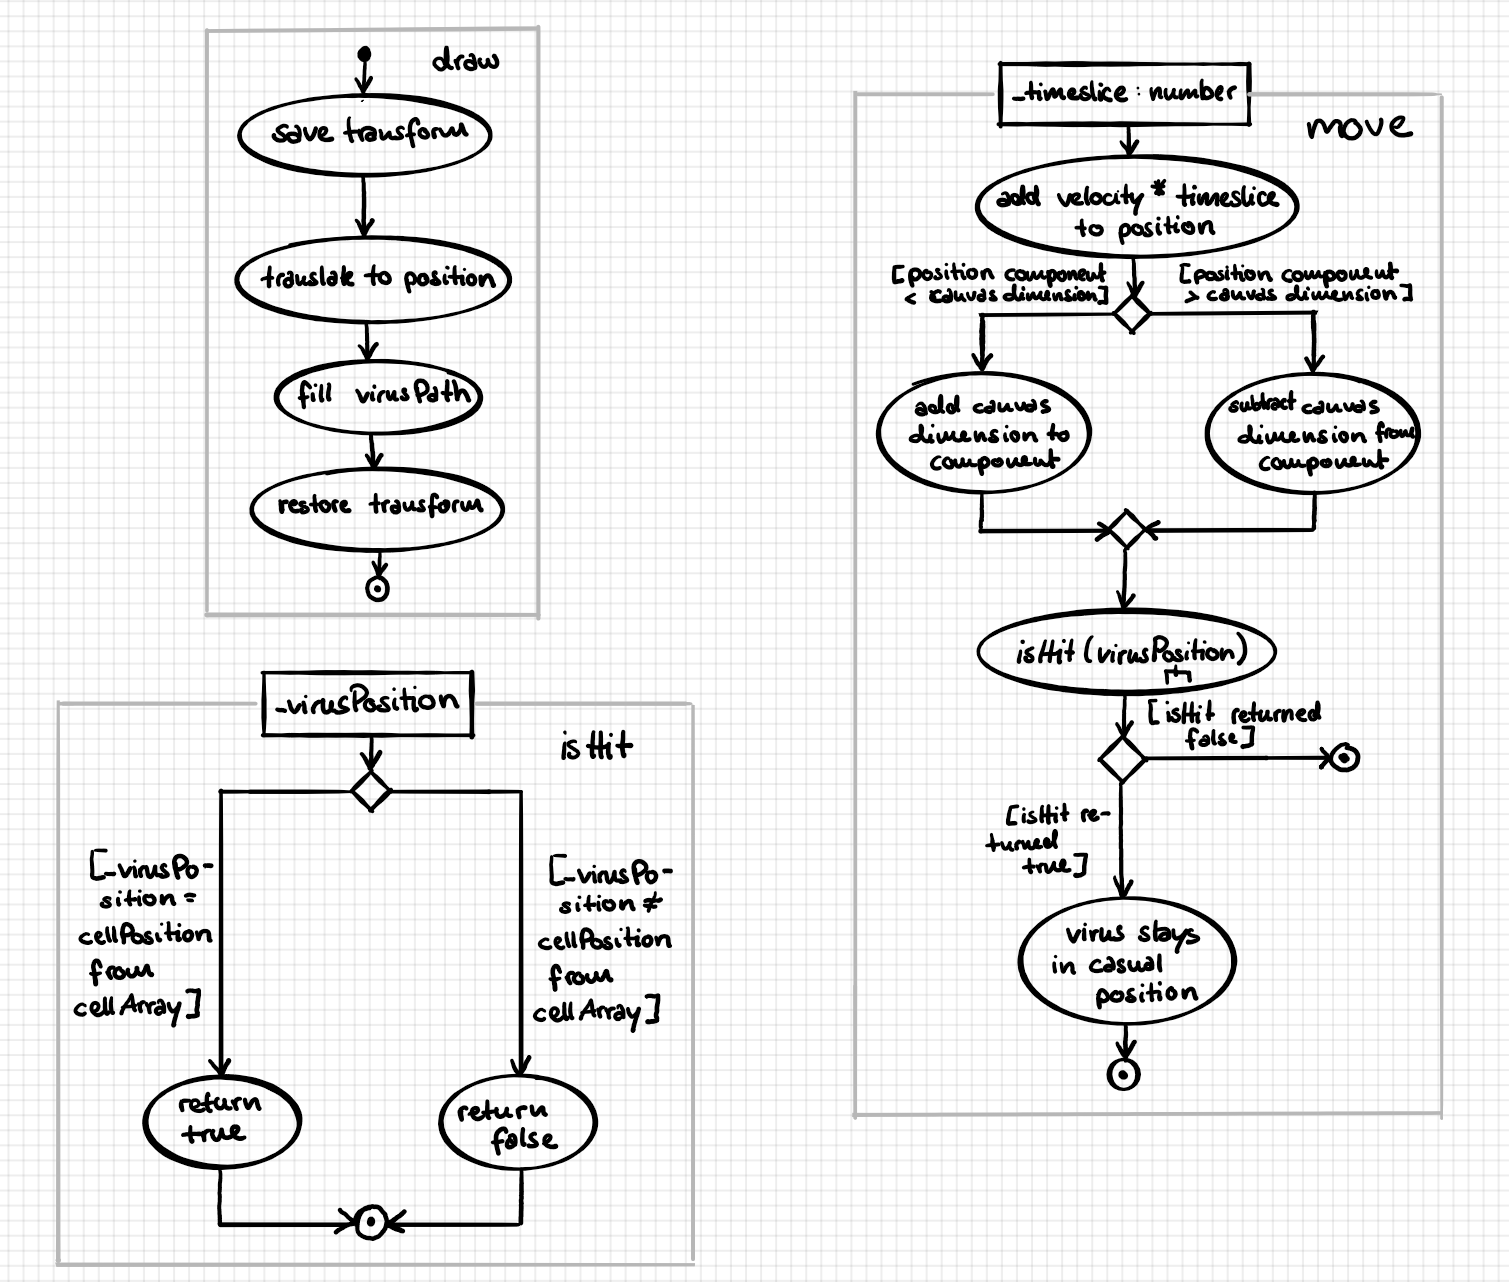 draw
save transform
translate to position
fill virusPath
restore transform
_virusPosition
isHit
[_virusPo-
sition =
cellPosition
from
cellArray]
[_virusPo-
sition ≠
cellPosition
from
cellArray]
return
true
return
false
_timeslice : number
move
add velocity * timeslice
to position
[position component
< canvas dimension]
[position component
> canvas dimension]
add canvas
dimension to
component
subtract canvas
dimension from
component
isHit (virusPosition)
[isHit returned
false]
[isHit re-
turned
true]
virus stays
in casual
position